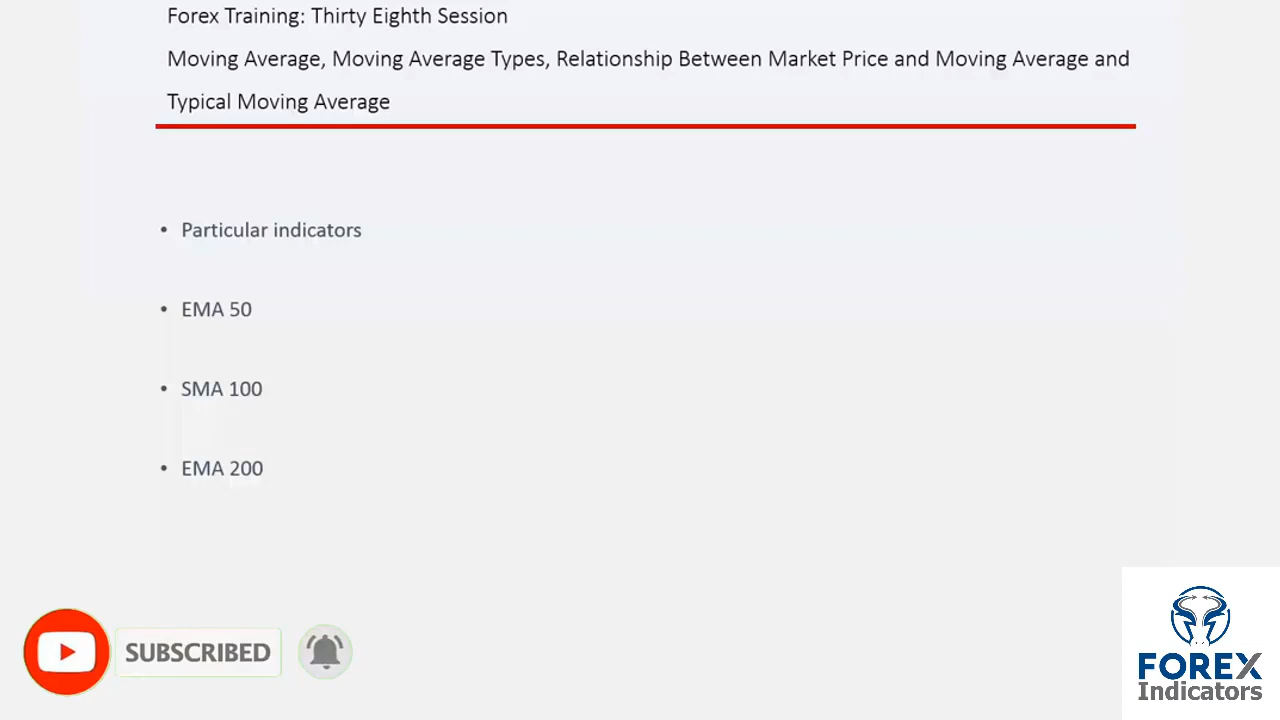 Forex Training: Thirty Eighth Session
Moving Average, Moving Average Types, Relationship Between Market Price and Moving Average and
Typical Moving Average
• Particular indicators
• EMA 50
• SMA 100
• EMA 200
SUBSCRIBED
FOREX
Indicators